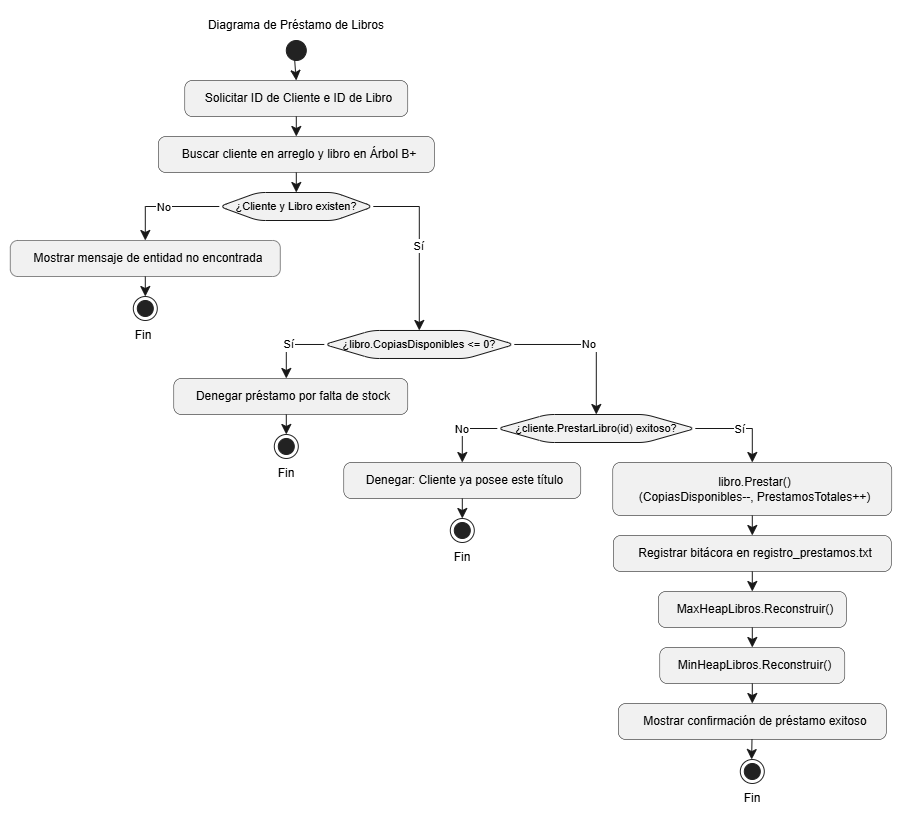 Diagrama de Préstamo de Libros
Solicitar ID de Cliente e ID de Libro
Buscar cliente en arreglo y libro en Árbol B+
¿Cliente y Libro existen?
No
Sí
Mostrar mensaje de entidad no encontrada
Fin
¿libro.CopiasDisponibles <= 0?
Sí
No
Denegar préstamo por falta de stock
Fin
¿cliente.PrestarLibro(id) exitoso?
No
Sí
Denegar: Cliente ya posee este título
Fin
libro.Prestar()
(CopiasDisponibles--, PrestamosTotales++)
Registrar bitácora en registro_prestamos.txt
MaxHeapLibros.Reconstruir()
MinHeapLibros.Reconstruir()
Mostrar confirmación de préstamo exitoso
Fin